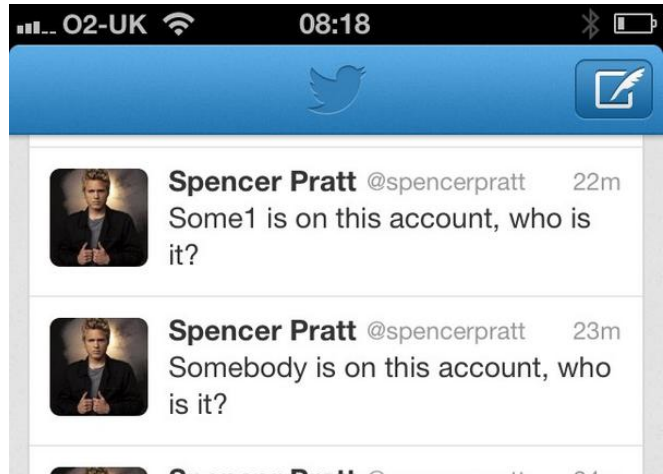 O2-UK 08:18
Spencer Pratt @spencerpratt 22m
Some1 is on this account, who is
it?
Spencer Pratt @spencerpratt 23m
Somebody is on this account, who
is it?